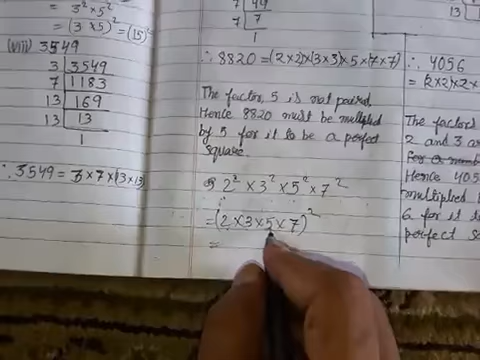 = 3² × 5²
= (3 × 5)² = (15)²
(viii) 3549
3 | 3549
7 | 1183
13 | 169
13 | 13
1
∴ 3549 = 3 × 7 × (13 × 13)
7 | 49
7 | 7
1
∴ 8820 = (2×2)×(3×3)×5×(7×7)
The factor, 5 is not paired.
Hence 8820 must be multiplied
by 5 for it to be a perfect
square.
2² × 3² × 5² × 7²
= (2 × 3 × 5 × 7)²
=
13
∴ 4056
= (2×2)×2×
The factors
2 and 3 are
Hence 405
multiplied
6 for it to
perfect sq